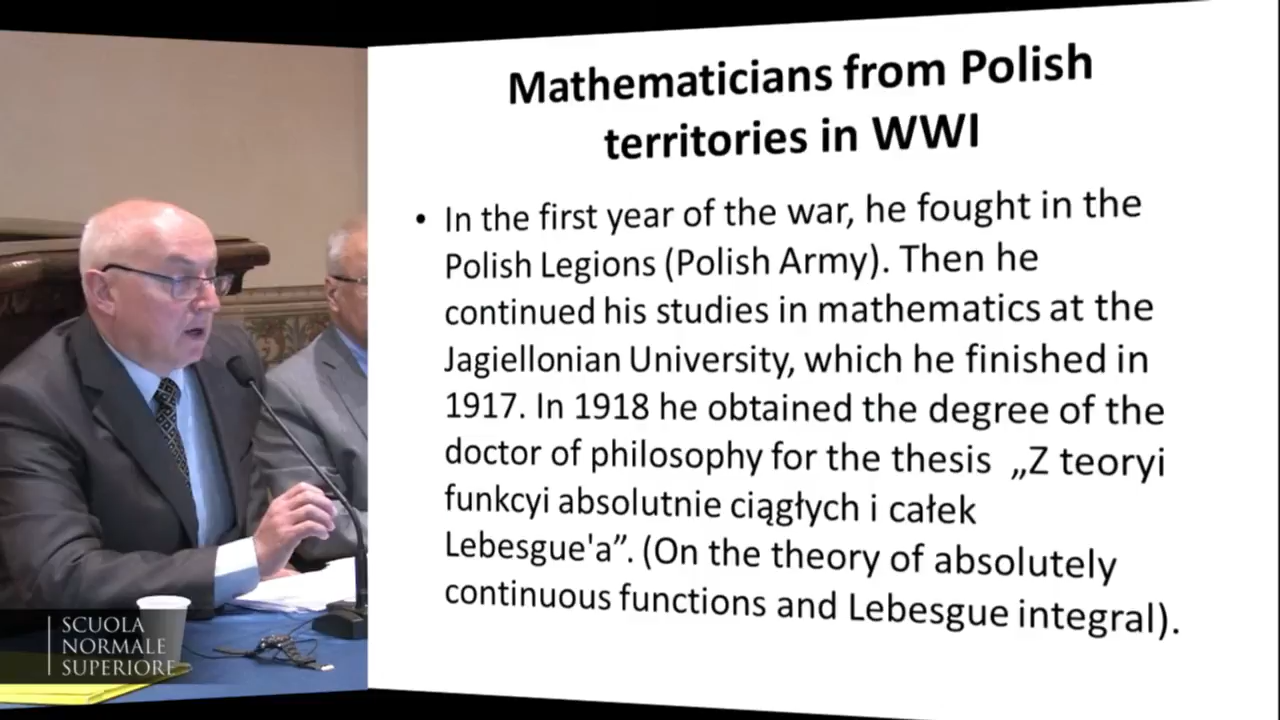 Mathematicians from Polish
territories in WWI
• In the first year of the war, he fought in the
Polish Legions (Polish Army). Then he
continued his studies in mathematics at the
Jagiellonian University, which he finished in
1917. In 1918 he obtained the degree of the
doctor of philosophy for the thesis „Z teoryi
funkcyi absolutnie ciągłych i całek
Lebesgue'a”. (On the theory of absolutely
continuous functions and Lebesgue integral).
SCUOLA
NORMALE
SUPERIORE